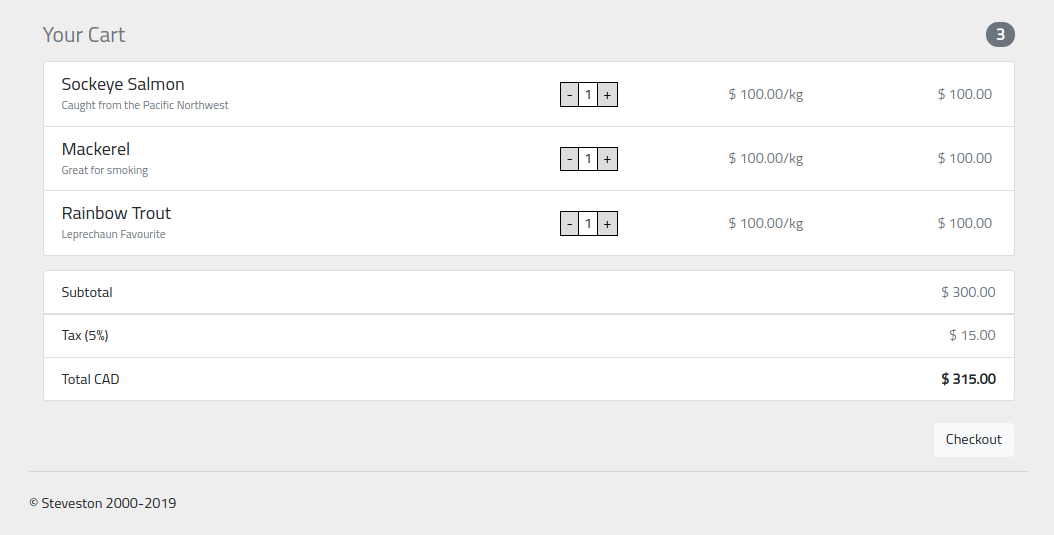 Your Cart 3
Sockeye Salmon
Caught from the Pacific Northwest
- 1 + $ 100.00/kg $ 100.00
Mackerel
Great for smoking
- 1 + $ 100.00/kg $ 100.00
Rainbow Trout
Leprechaun Favourite
- 1 + $ 100.00/kg $ 100.00
Subtotal $ 300.00
Tax (5%) $ 15.00
Total CAD $ 315.00
Checkout
© Steveston 2000-2019